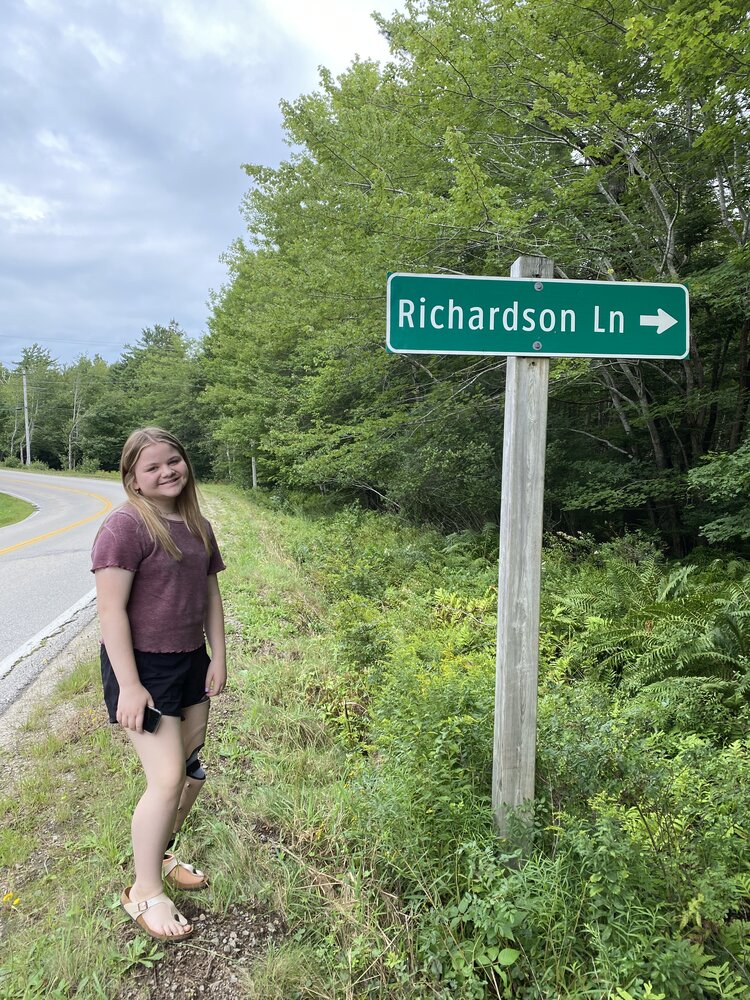 Richardson Ln →